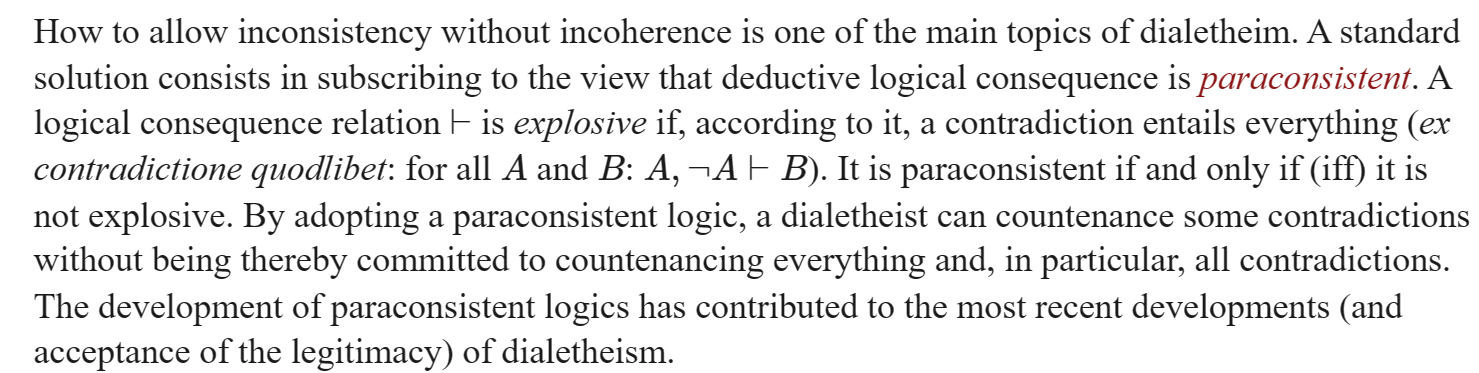 How to allow inconsistency without incoherence is one of the main topics of dialetheim. A standard
solution consists in subscribing to the view that deductive logical consequence is paraconsistent. A
logical consequence relation ⊢ is explosive if, according to it, a contradiction entails everything (ex
contradictione quodlibet: for all A and B: A, ¬A ⊢ B). It is paraconsistent if and only if (iff) it is
not explosive. By adopting a paraconsistent logic, a dialetheist can countenance some contradictions
without being thereby committed to countenancing everything and, in particular, all contradictions.
The development of paraconsistent logics has contributed to the most recent developments (and
acceptance of the legitimacy) of dialetheism.